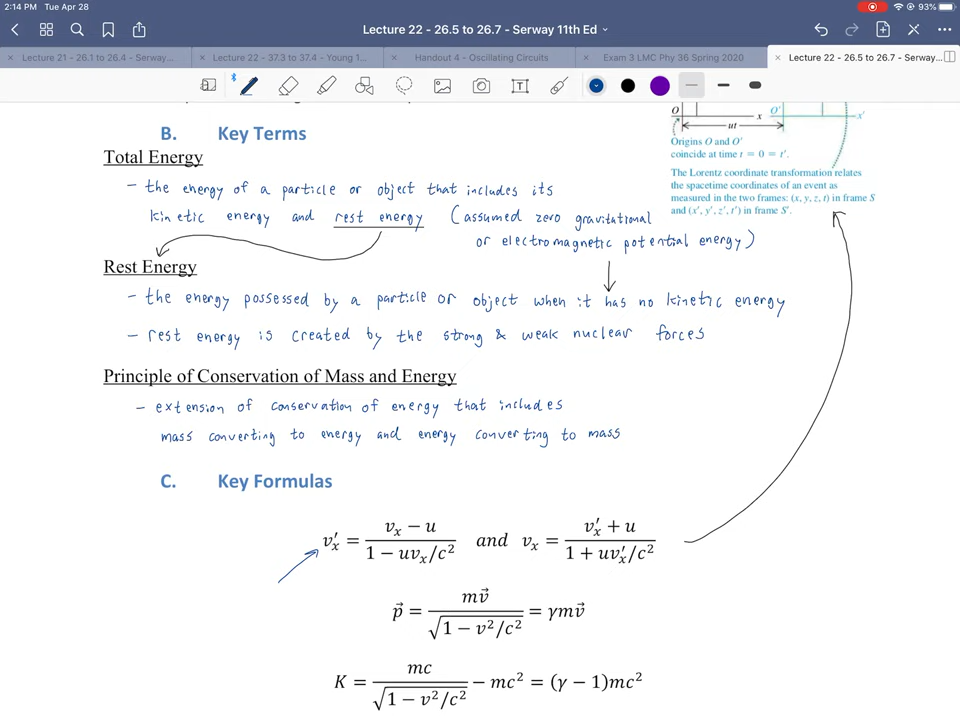 2:14 PM Tue Apr 28
93%
Lecture 22 - 26.5 to 26.7 - Serway 11th Ed
Lecture 21 - 26.1 to 26.4 - Serway...
Lecture 22 - 37.3 to 37.4 - Young 1...
Handout 4 - Oscillating Circuits
Exam 3 LMC Phy 36 Spring 2020
Lecture 22 - 26.5 to 26.7 - Serway...
O x O' x'
ut
Origins O and O'
coincide at time t = 0 = t'.
The Lorentz coordinate transformation relates
the spacetime coordinates of an event as
measured in the two frames: (x, y, z, t) in frame S
and (x', y', z', t') in frame S'.
B. Key Terms
Total Energy
- the energy of a particle or object that includes its
kinetic energy and rest energy (assumed zero gravitational
or electromagnetic potential energy)
Rest Energy
- the energy possessed by a particle or object when it has no kinetic energy
- rest energy is created by the strong & weak nuclear forces
Principle of Conservation of Mass and Energy
- extension of conservation of energy that includes
mass converting to energy and energy converting to mass
C. Key Formulas
v'ₓ = (vₓ − u) / (1 − uvₓ/c²) and vₓ = (v'ₓ + u) / (1 + uv'ₓ/c²)
p⃗ = mv⃗ / √(1 − v²/c²) = γmv⃗
K = mc / √(1 − v²/c²) − mc² = (γ − 1)mc²